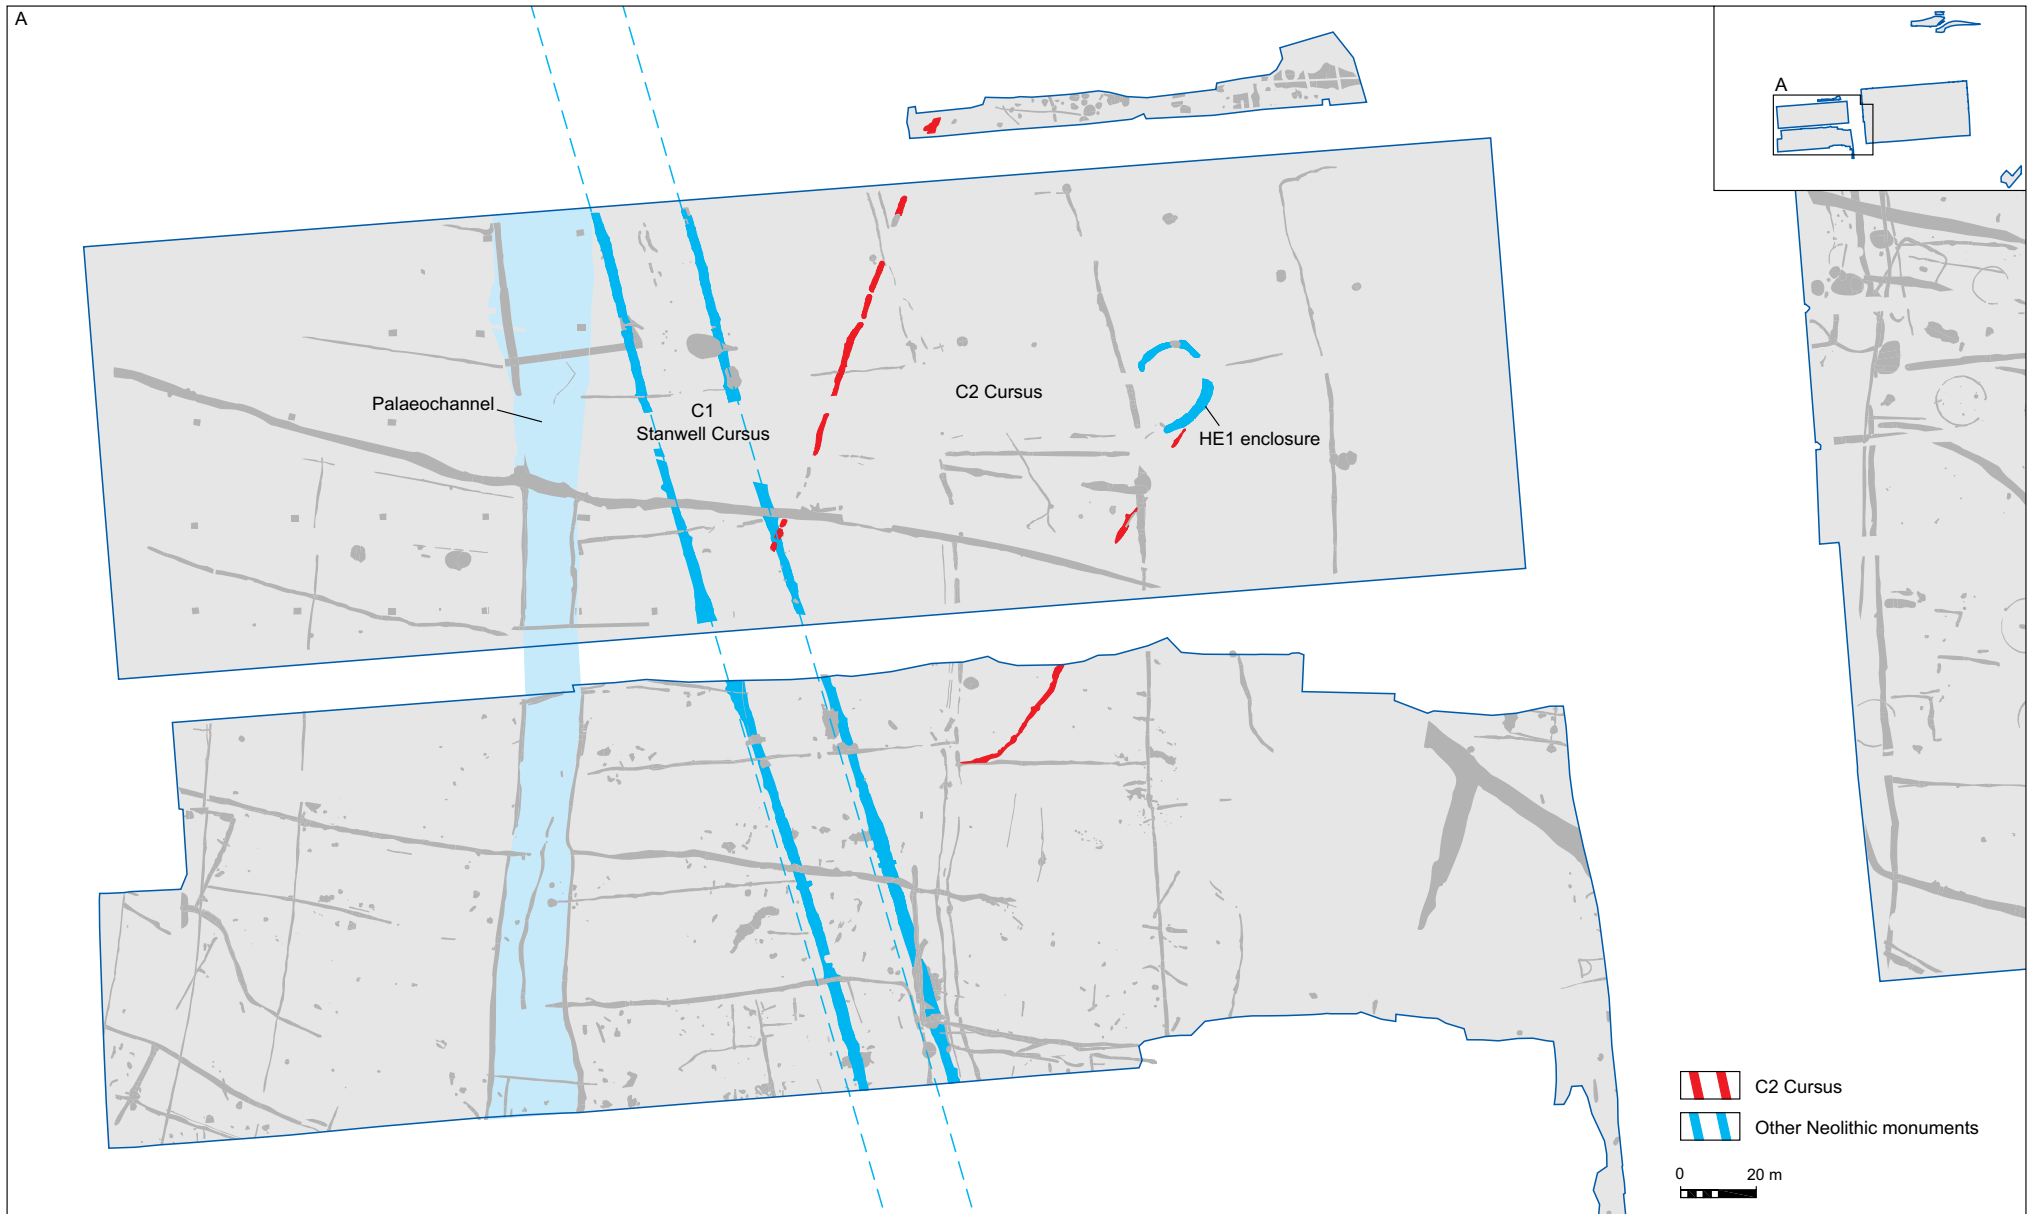 A
A
Palaeochannel
C1
Stanwell Cursus
C2 Cursus
HE1 enclosure
C2 Cursus
Other Neolithic monuments
0 20 m